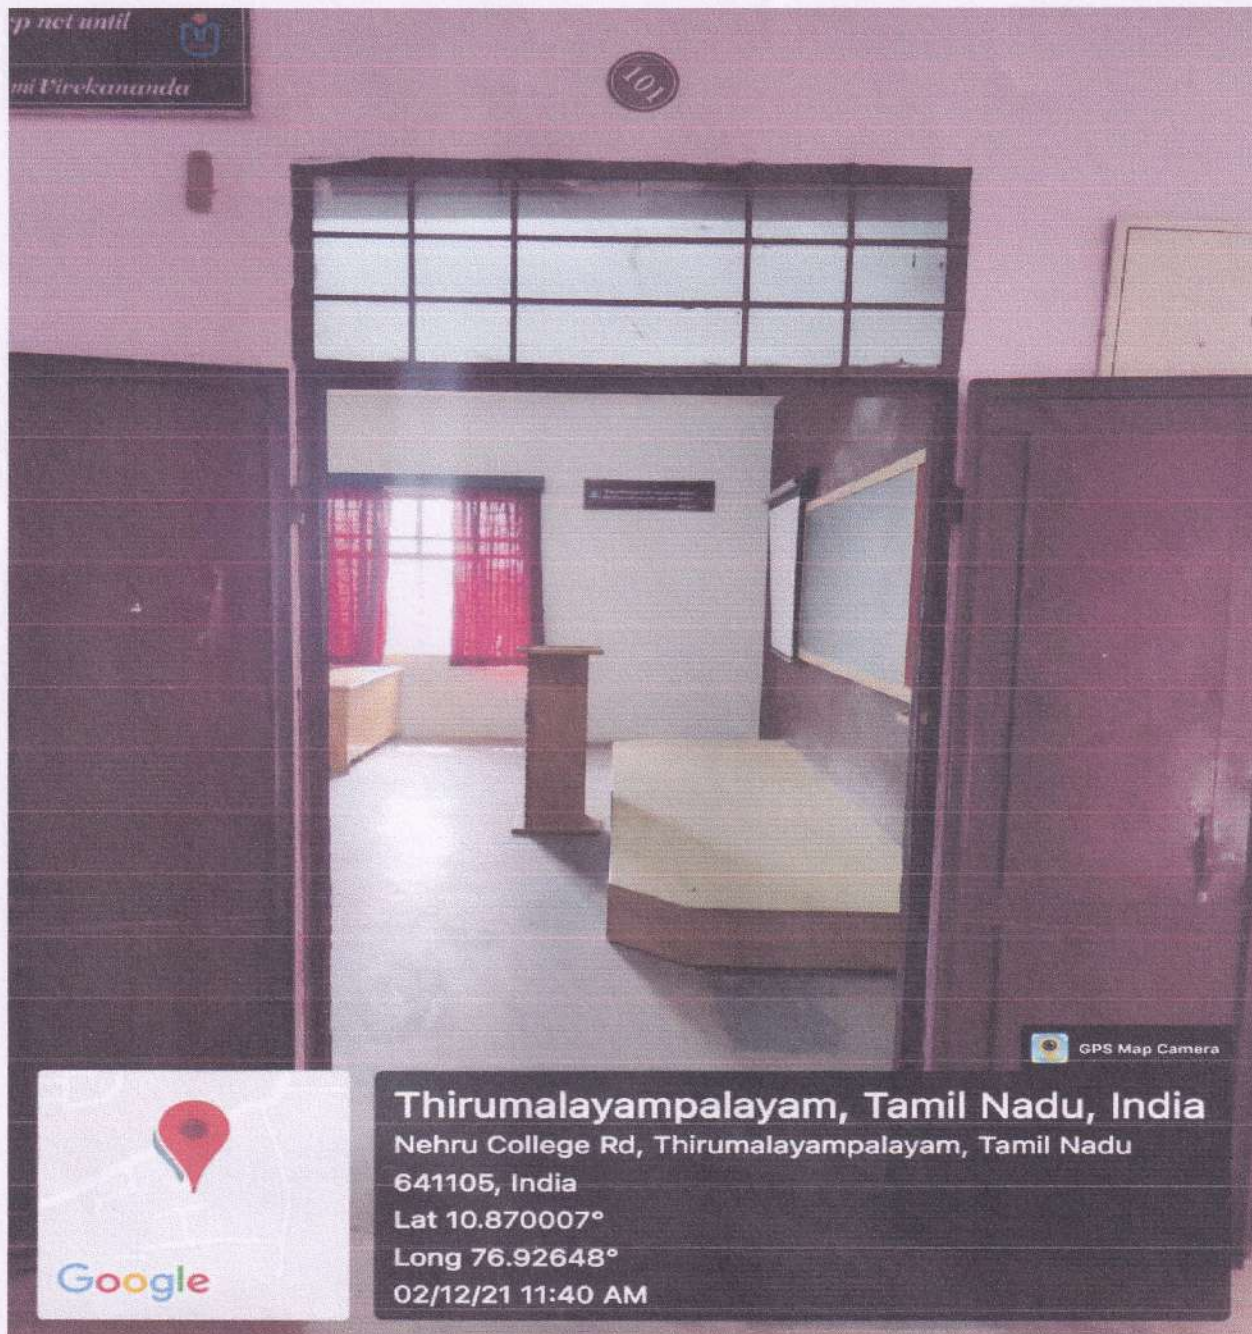 p not until
mi Vivekananda
101
GPS Map Camera
Thirumalayampalayam, Tamil Nadu, India
Nehru College Rd, Thirumalayampalayam, Tamil Nadu
641105, India
Lat 10.870007°
Long 76.92648°
02/12/21 11:40 AM
Google